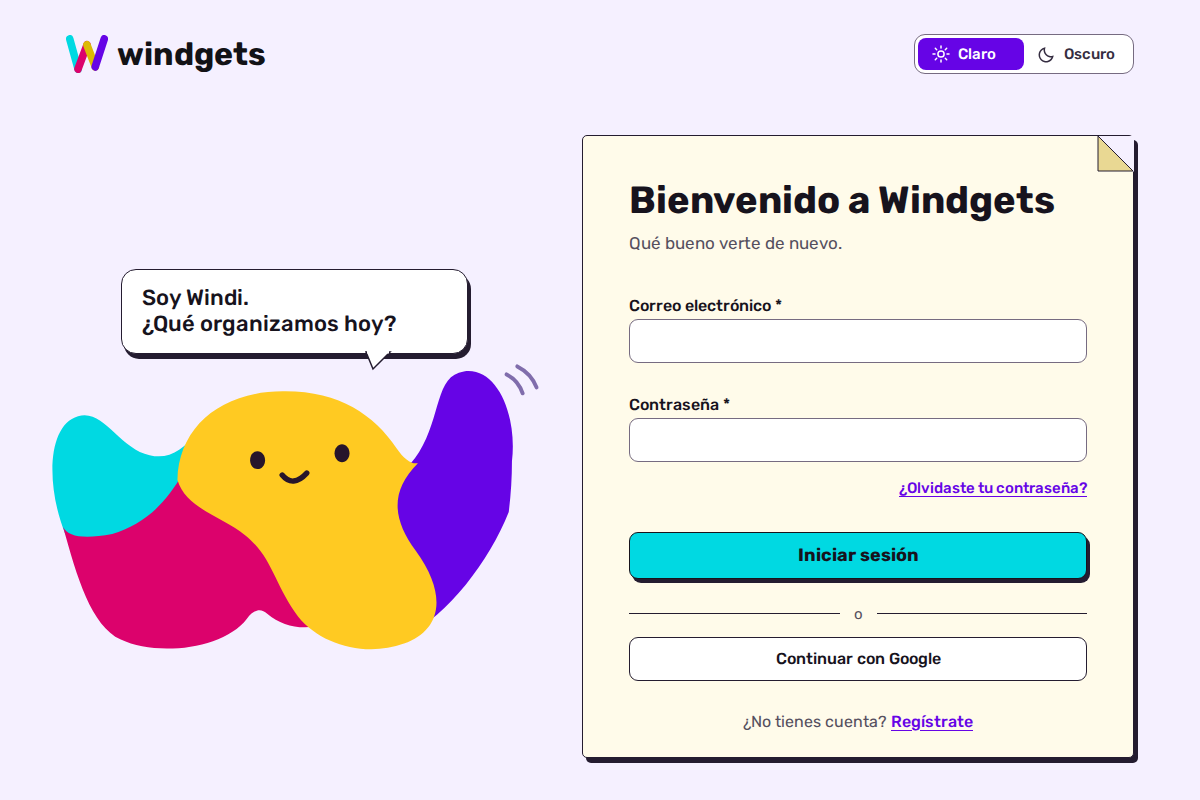 windgets
Claro
Oscuro
Soy Windi.
¿Qué organizamos hoy?
Bienvenido a Windgets
Qué bueno verte de nuevo.
Correo electrónico *
Contraseña *
¿Olvidaste tu contraseña?
Iniciar sesión
o
Continuar con Google
¿No tienes cuenta? Regístrate